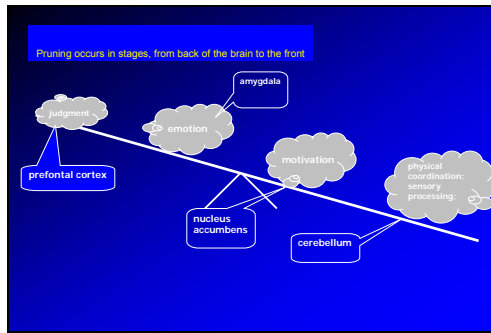 Pruning occurs in stages, from back of the brain to the front
amygdala
judgment
emotion
prefontal cortex
motivation
physical
coordination;
sensory
processing;
nucleus
accumbens
cerebellum